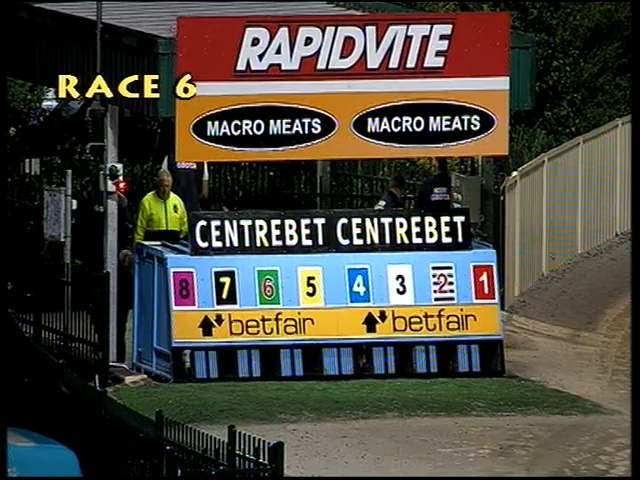 RAPIDVITE
RACE 6
MACRO MEATS MACRO MEATS
CENTREBET CENTREBET
8 7 6 5 4 3 2 1
betfair betfair